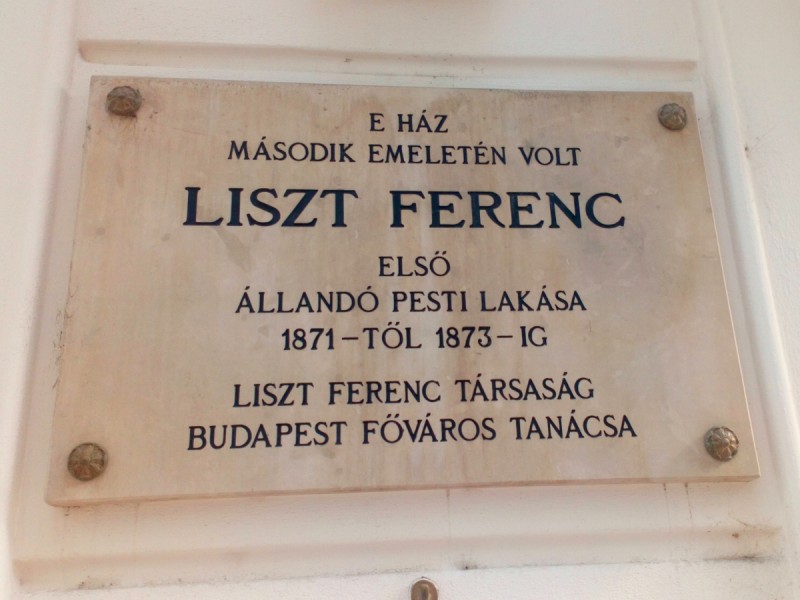 E HÁZ
MÁSODIK EMELETÉN VOLT
LISZT FERENC
ELSŐ
ÁLLANDÓ PESTI LAKÁSA
1871–TŐL 1873–IG
LISZT FERENC TÁRSASÁG
BUDAPEST FŐVÁROS TANÁCSA